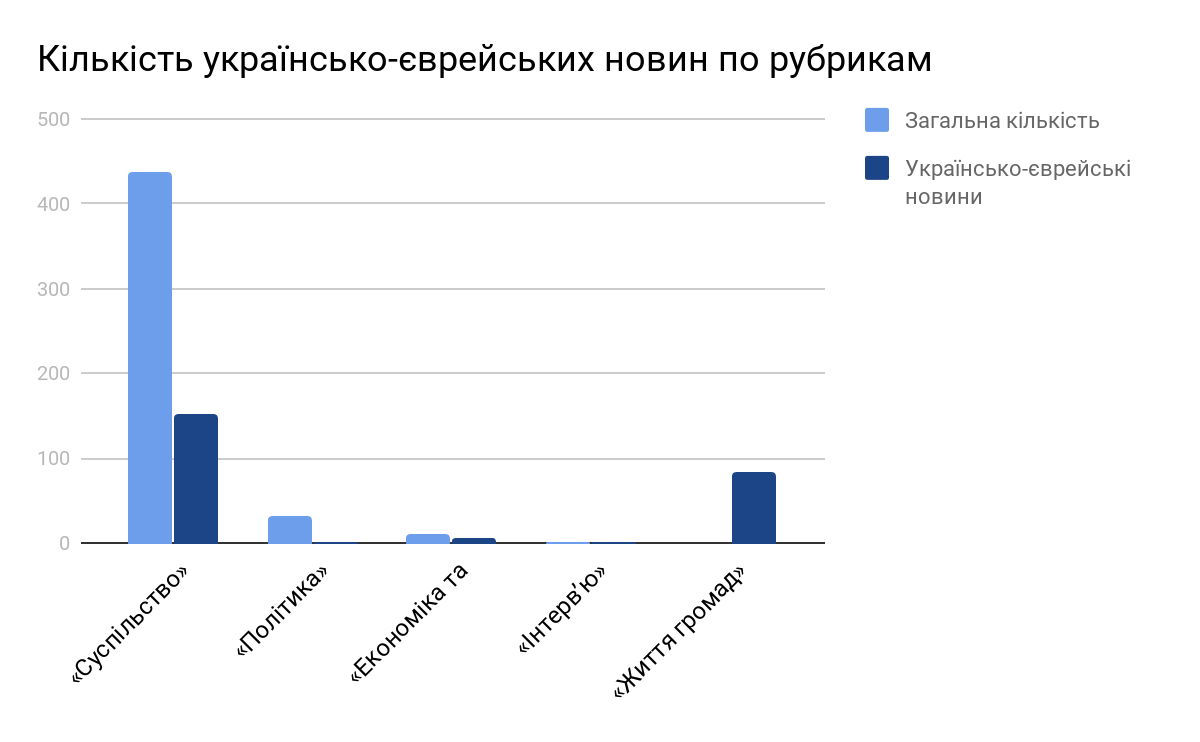 Кількість українсько-єврейських новин по рубрикам
500
400
300
200
100
0
Загальна кількість
Українсько-єврейські
новини
«Суспільство»
«Політика»
«Економіка та
«Інтерв'ю»
«Життя громад»